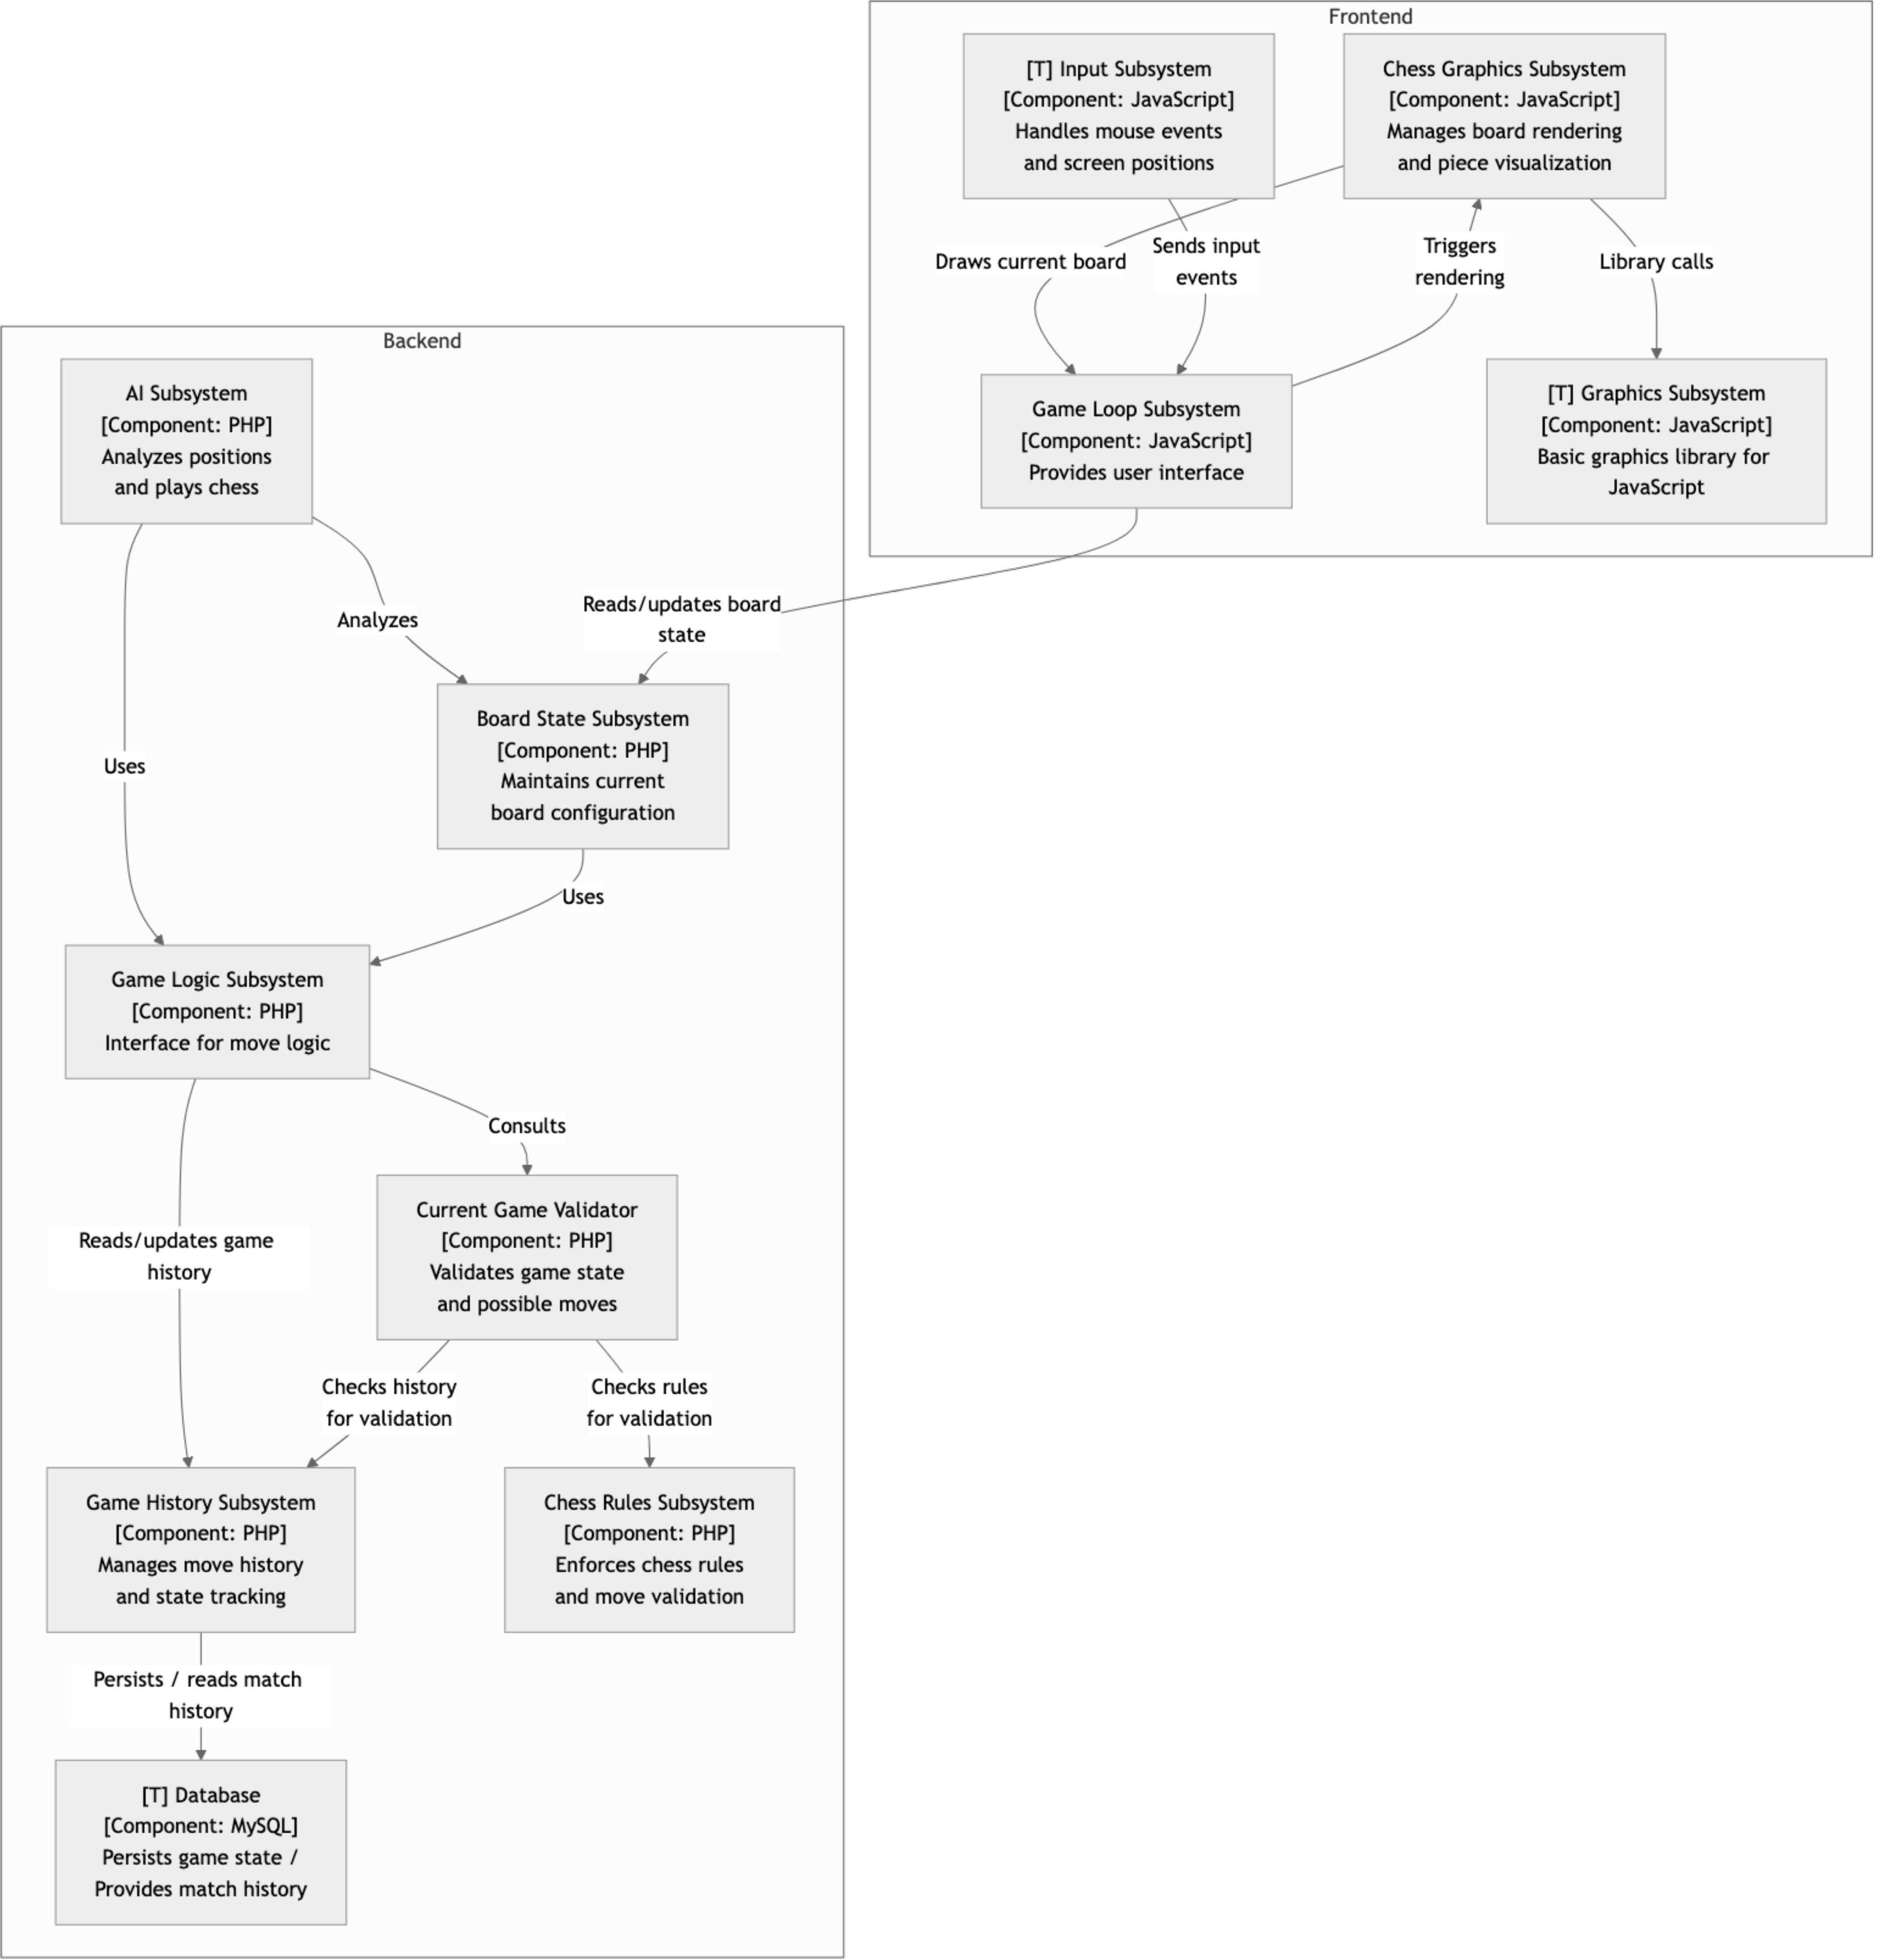 Frontend
[T] Input Subsystem
[Component: JavaScript]
Handles mouse events
and screen positions
Chess Graphics Subsystem
[Component: JavaScript]
Manages board rendering
and piece visualization
Draws current board
Sends input
events
Triggers
rendering
Library calls
Game Loop Subsystem
[Component: JavaScript]
Provides user interface
[T] Graphics Subsystem
[Component: JavaScript]
Basic graphics library for
JavaScript
Backend
AI Subsystem
[Component: PHP]
Analyzes positions
and plays chess
Analyzes
Reads/updates board
state
Uses
Board State Subsystem
[Component: PHP]
Maintains current
board configuration
Uses
Game Logic Subsystem
[Component: PHP]
Interface for move logic
Consults
Reads/updates game
history
Current Game Validator
[Component: PHP]
Validates game state
and possible moves
Checks history
for validation
Checks rules
for validation
Game History Subsystem
[Component: PHP]
Manages move history
and state tracking
Chess Rules Subsystem
[Component: PHP]
Enforces chess rules
and move validation
Persists / reads match
history
[T] Database
[Component: MySQL]
Persists game state /
Provides match history